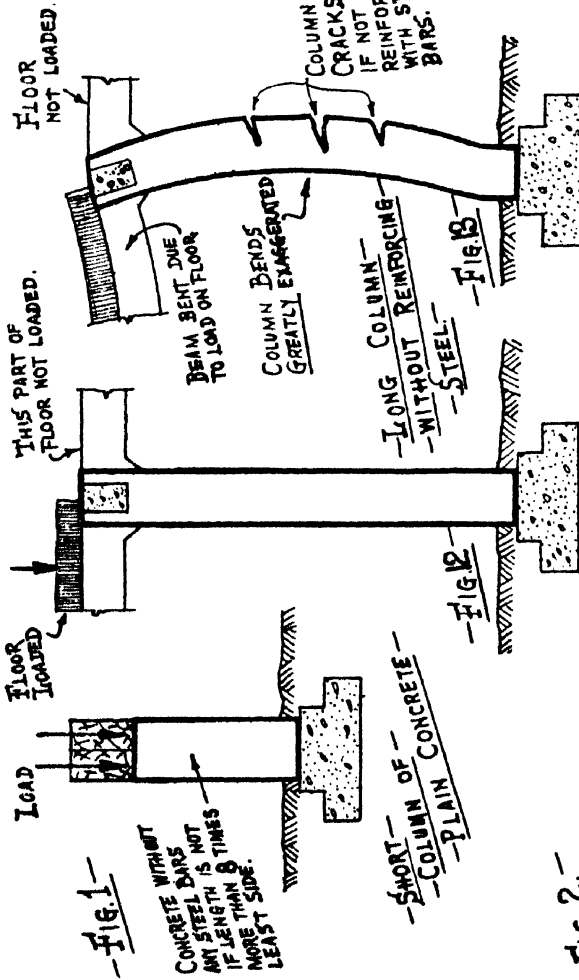 -FIG. 1-
LOAD
CONCRETE WITHOUT
ANY STEEL BARS
IF LENGTH IS NOT
MORE THAN 8 TIMES
LEAST SIDE.
-SHORT-
-COLUMN OF-
-PLAIN CONCRETE-
FLOOR
LOADED
THIS PART OF
FLOOR NOT LOADED.
-FIG. 12-
FLOOR
NOT LOADED.
BEAM BENT DUE
TO LOAD ON FLOOR.
COLUMN BENDS
GREATLY EXAGGERATED
COLUMN
CRACKS
IF NOT
REINFOR
WITH ST
BARS.
-LONG COLUMN-
-WITHOUT REINFORCING-
-STEEL.-
-FIG. 13-